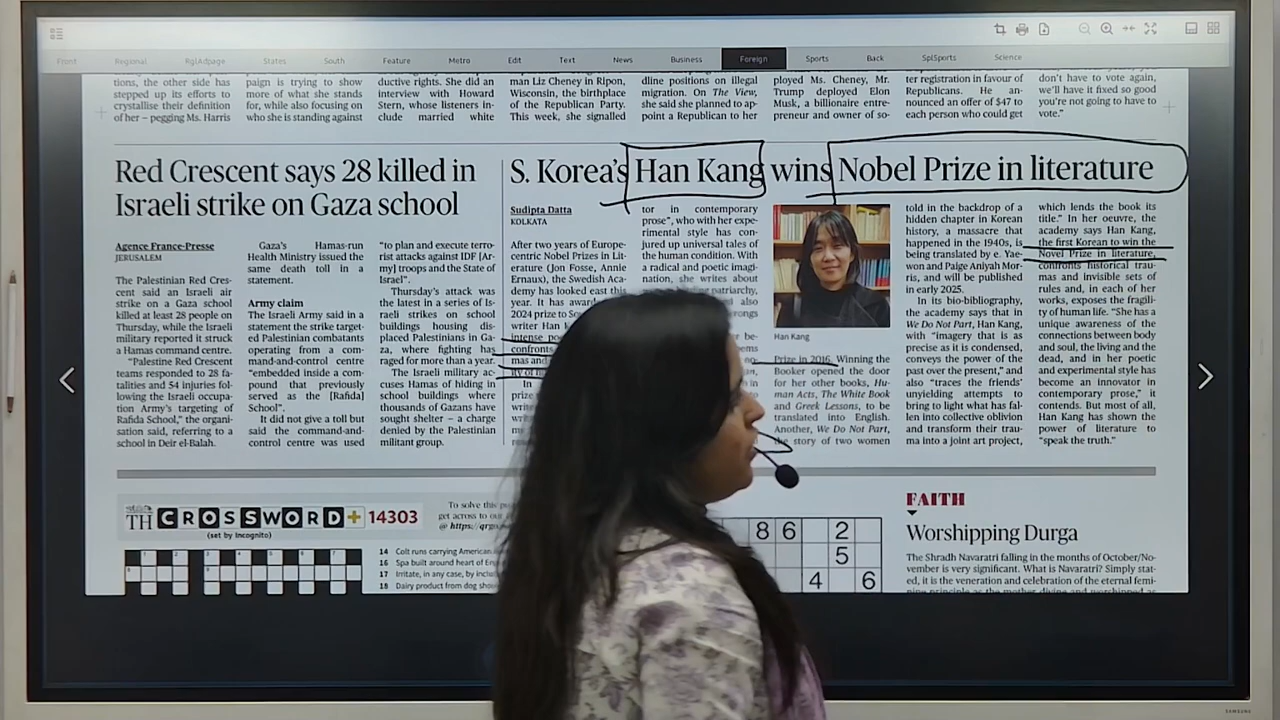 Front Regional RglAdpage States South Feature Metro Edit Text News Business Foreign Sports Back SplSports Science
tions, the other side has
stepped up its efforts to
crystallise their definition
of her – pegging Ms. Harris
paign is trying to show
more of what she stands
for, while also focusing on
who she is standing against
ductive rights. She did an
interview with Howard
Stern, whose listeners in-
clude married white
man Liz Cheney in Ripon,
Wisconsin, the birthplace
of the Republican Party.
This week, she signalled
dline positions on illegal
migration. On The View,
she said she planned to ap-
point a Republican to her
ployed Ms. Cheney, Mr.
Trump deployed Elon
Musk, a billionaire entre-
preneur and owner of so-
ter registration in favour of
Republicans. He an-
nounced an offer of $47 to
each person who could get
don't have to vote again,
we'll have it fixed so good
you're not going to have to
vote."
Red Crescent says 28 killed in
Israeli strike on Gaza school
Agence France-Presse
JERUSALEM
The Palestinian Red Cres-
cent said an Israeli air
strike on a Gaza school
killed at least 28 people on
Thursday, while the Israeli
military reported it struck
a Hamas command centre.
"Palestine Red Crescent
teams responded to 28 fa-
talities and 54 injuries fol-
lowing the Israeli occupa-
tion Army's targeting of
Rafida School," the organi-
sation said, referring to a
school in Deir el-Balah.
Gaza's Hamas-run
Health Ministry issued the
same death toll in a
statement.
Army claim
The Israeli Army said in a
statement the strike target-
ed Palestinian combatants
operating from a com-
mand-and-control centre
"embedded inside a com-
pound that previously
served as the [Rafida]
School".
It did not give a toll but
said the command-and-
control centre was used
"to plan and execute terro-
rist attacks against IDF [Ar-
my] troops and the State of
Israel".
Thursday's attack was
the latest in a series of Is-
raeli strikes on school
buildings housing dis-
placed Palestinians in Ga-
za, where fighting has
raged for more than a year.
The Israeli military ac-
cuses Hamas of hiding in
school buildings where
thousands of Gazans have
sought shelter – a charge
denied by the Palestinian
militant group.
S. Korea's Han Kang wins Nobel Prize in literature
Sudipta Datta
KOLKATA
After two years of Europe-
centric Nobel Prizes in Lit-
erature (Jon Fosse, Annie
Ernaux), the Swedish Aca-
demy has looked east this
year. It has
2024 prize to So
writer Han
intense
confronts
mas and
In
prize
tor in contemporary
prose", who with her expe-
rimental style has con-
jured up universal tales of
the human condition. With
a radical and poetic imagi-
nation, she writes about
patriarchy,
also
Han Kang
Prize in 2016. Winning the
Booker opened the
door for her other books, Hu-
man Acts, The White Book
and Greek Lessons, to be
translated into English.
Another, We Do Not Part,
the story of two women
told in the backdrop of a
hidden chapter in Korean
history, a massacre that
happened in the 1940s, is
being translated by e. Yae-
won and Paige Aniyah Mor-
ris, and will be published
in early 2025.
In its bio-bibliography,
the academy says that in
We Do Not Part, Han Kang,
with "imagery that is as
precise as it is condensed,
conveys the power of the
past over the present," and
also "traces the friends'
unyielding attempts to
bring to light what has fal-
len into collective oblivion
and transform their trau-
ma into a joint art project,
which lends the book its
title." In her oeuvre, the
academy says Han Kang,
the first Korean to win the
Nobel Prize in literature,
confronts historical trau-
mas and invisible sets of
rules and, in each of her
works, exposes the fragili-
ty of human life. "She has a
unique awareness of the
connections between body
and soul, the living and the
dead, and in her poetic
and experimental style has
become an innovator in
contemporary prose," it
contends. But most of all,
Han Kang has shown the
power of literature to
"speak the truth."
TH CROSSWORD+ 14303
(set by Incognito)
To solve this
get access to our
@ https://
14 Colt runs carrying American
16 Spa built around heart of
17 Irritate, in any case, by
18 Dairy product from dog
8 6 2
5
4 6
FAITH
Worshipping Durga
The Shradh Navaratri falling in the months of October/No-
vember is very significant. What is Navaratri? Simply stat-
ed, it is the veneration and celebration of the eternal femi-
nine principle as the mother divine and worshipped as
SAMSUNG